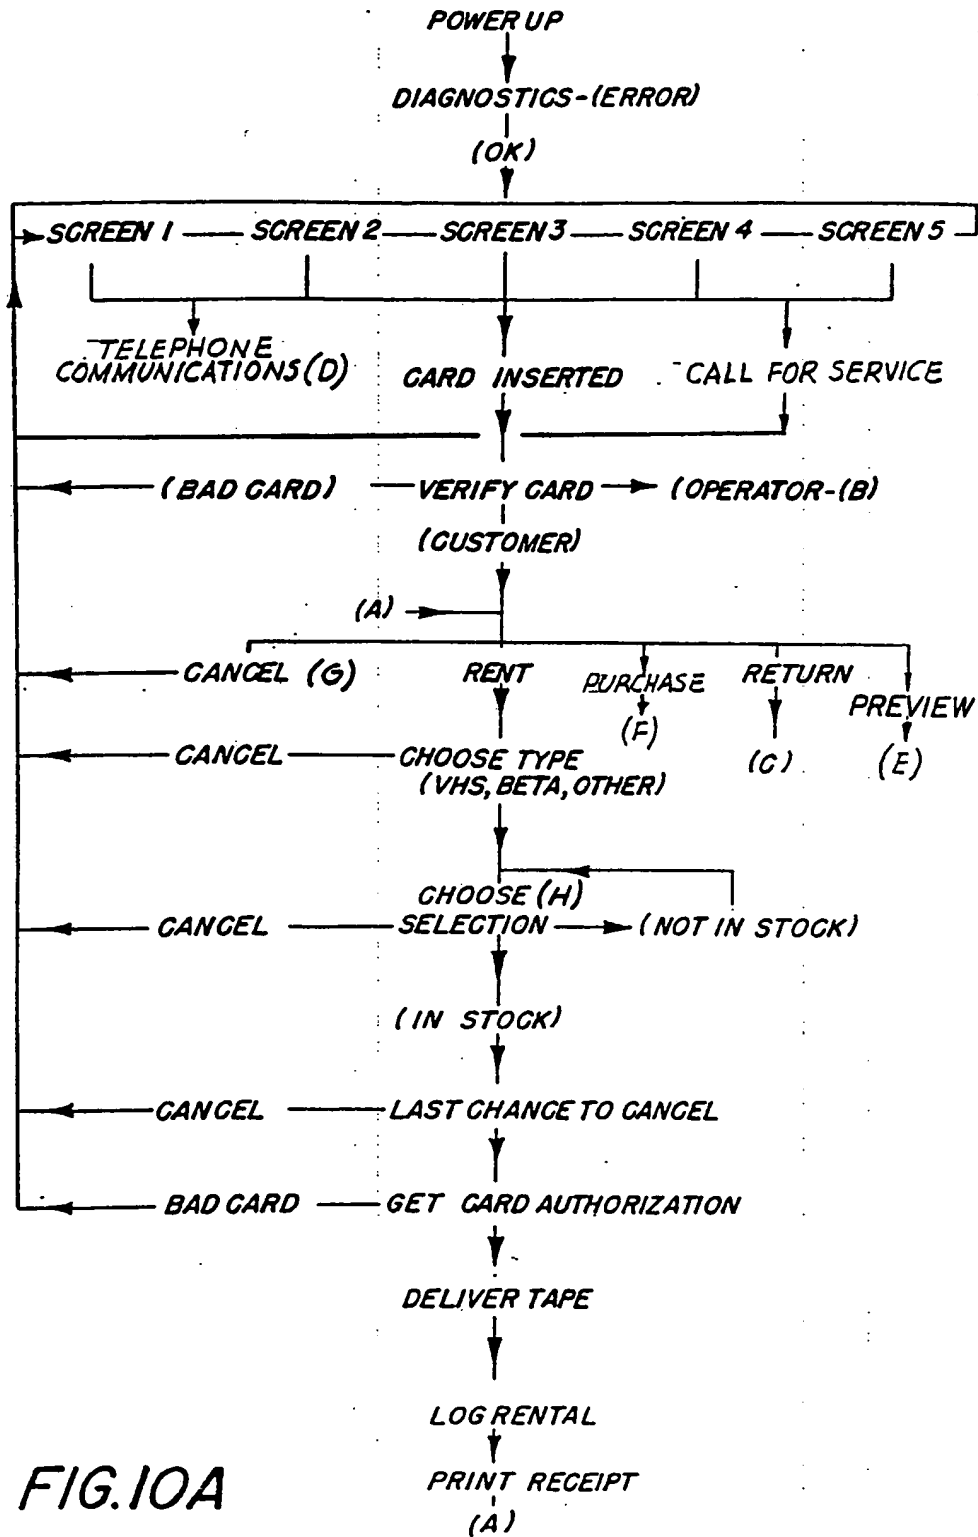 POWER UP
DIAGNOSTICS-(ERROR)
(OK)
SCREEN 1 SCREEN 2 SCREEN 3 SCREEN 4 SCREEN 5
TELEPHONE
COMMUNICATIONS (D)
CARD INSERTED
CALL FOR SERVICE
(BAD CARD) VERIFY CARD (OPERATOR-(B)
(CUSTOMER)
(A)
CANCEL (G) RENT PURCHASE RETURN
PREVIEW
(F) (C) (E)
CANCEL CHOOSE TYPE
(VHS, BETA, OTHER)
CHOOSE (H)
CANCEL SELECTION (NOT IN STOCK)
(IN STOCK)
CANCEL LAST CHANCE TO CANCEL
BAD CARD GET CARD AUTHORIZATION
DELIVER TAPE
LOG RENTAL
PRINT RECEIPT
(A)
FIG.10A